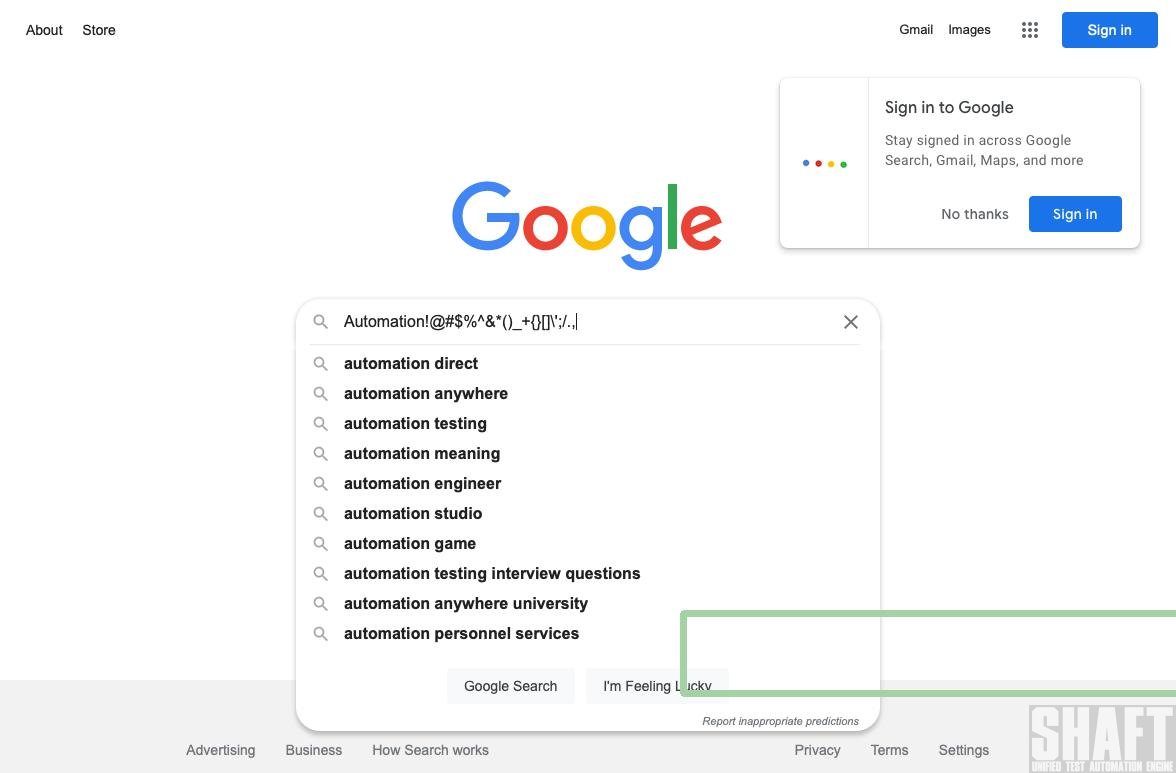 About Store
Gmail Images
Sign in
Sign in to Google
Stay signed in across Google
Search, Gmail, Maps, and more
No thanks
Sign in
Google
Automation!@#$%^&*()_+{}[]\';/.,
automation direct
automation anywhere
automation testing
automation meaning
automation engineer
automation studio
automation game
automation testing interview questions
automation anywhere university
automation personnel services
Google Search
I'm Feeling Lucky
Report inappropriate predictions
Advertising Business How Search works
Privacy Terms Settings
SHAFT
UNIFIED TEST AUTOMATION ENGINE